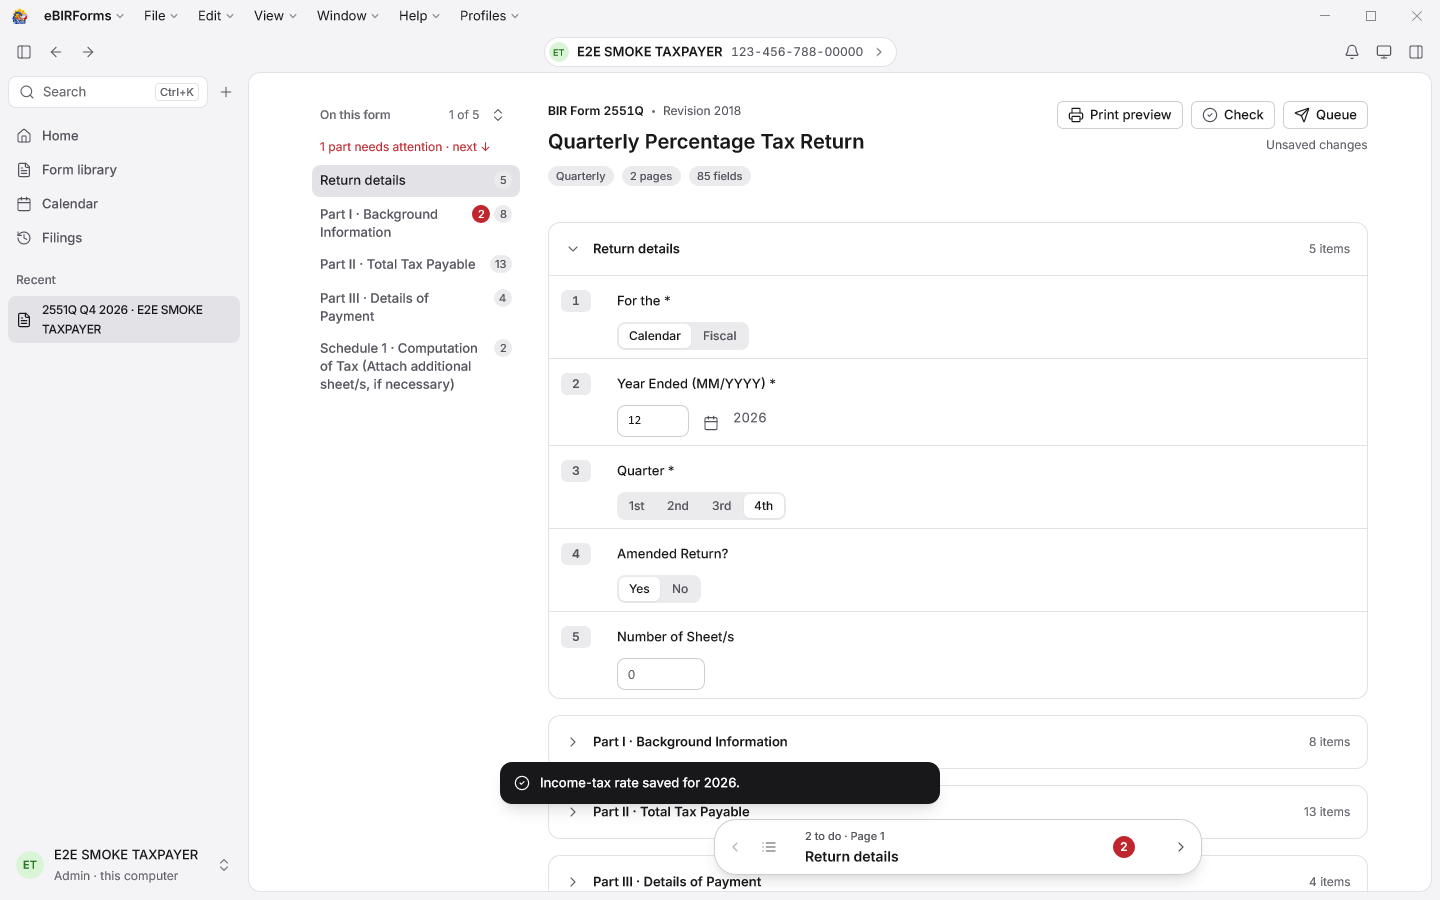 eBIRForms File Edit View Window Help Profiles
ET E2E SMOKE TAXPAYER 123-456-788-00000
Search Ctrl+K
Home
Form library
Calendar
Filings
Recent
2551Q Q4 2026 · E2E SMOKE
TAXPAYER
ET E2E SMOKE TAXPAYER
Admin · this computer
On this form 1 of 5
1 part needs attention · next ↓
Return details 5
Part I · Background
Information 2 8
Part II · Total Tax Payable 13
Part III · Details of
Payment 4
Schedule 1 · Computation
of Tax (Attach additional
sheet/s, if necessary) 2
BIR Form 2551Q • Revision 2018
Quarterly Percentage Tax Return
Quarterly 2 pages 85 fields
Print preview Check Queue
Unsaved changes
Return details 5 items
1 For the *
Calendar Fiscal
2 Year Ended (MM/YYYY) *
12 2026
3 Quarter *
1st 2nd 3rd 4th
4 Amended Return?
Yes No
5 Number of Sheet/s
0
Part I · Background Information 8 items
Income-tax rate saved for 2026.
Part II · Total Tax Payable 13 items
2 to do · Page 1
Return details 2
Part III · Details of Payment 4 items